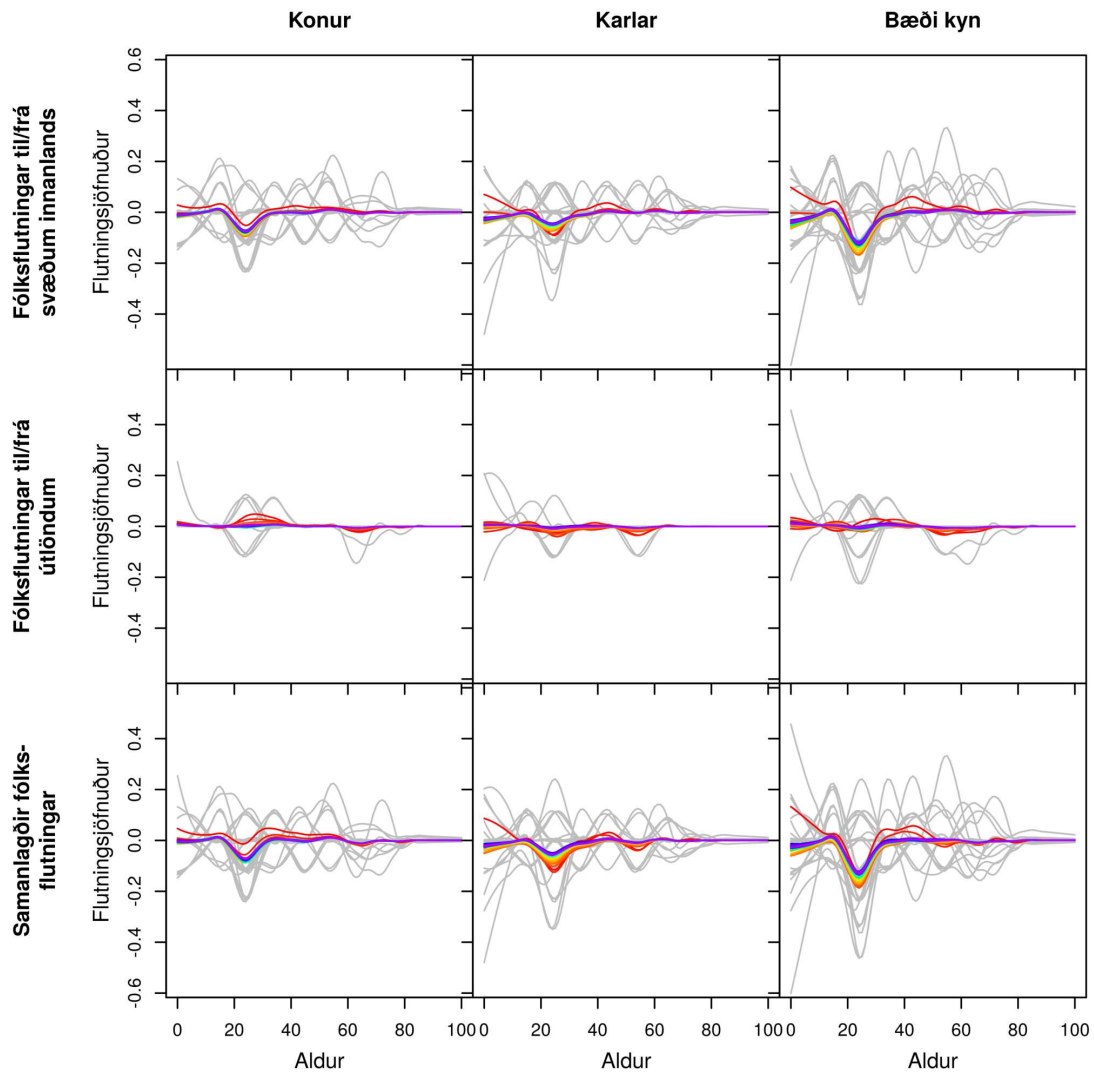 Konur
Karlar
Bæði kyn
Fólksflutningar til/frá
svæðum innanlands
Flutningsjöfnuður
0.6
0.4
0.2
0.0
-0.2
-0.4
Fólksflutningar til/frá
útlöndum
Flutningsjöfnuður
0.4
0.2
0.0
-0.2
-0.4
Samanlagðir fólks-
flutningar
Flutningsjöfnuður
0.4
0.2
0.0
-0.2
-0.4
-0.6
0 20 40 60 80 100
0 20 40 60 80 100
0 20 40 60 80 100
Aldur
Aldur
Aldur